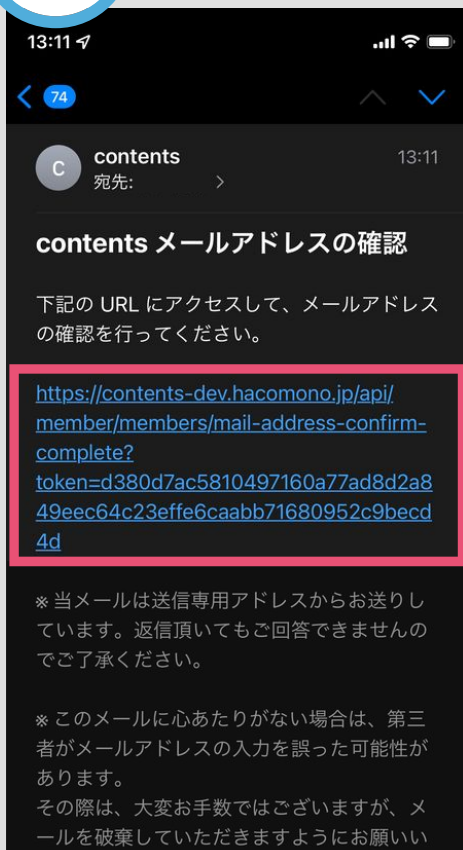 13:11
74
C
contents
13:11
宛先:
contents メールアドレスの確認
下記の URL にアクセスして、メールアドレス
の確認を行ってください。
https://contents-dev.hacomono.jp/api/
member/members/mail-address-confirm-
complete?
token=d380d7ac5810497160a77ad8d2a8
49eec64c23effe6caabb71680952c9becd
4d
※ 当メールは送信専用アドレスからお送りし
ています。返信頂いてもご回答できませんの
でご了承ください。
※ このメールに心あたりがない場合は、第三
者がメールアドレスの入力を誤った可能性が
あります。
その際は、大変お手数ではございますが、メ
ールを破棄していただきますようにお願いい